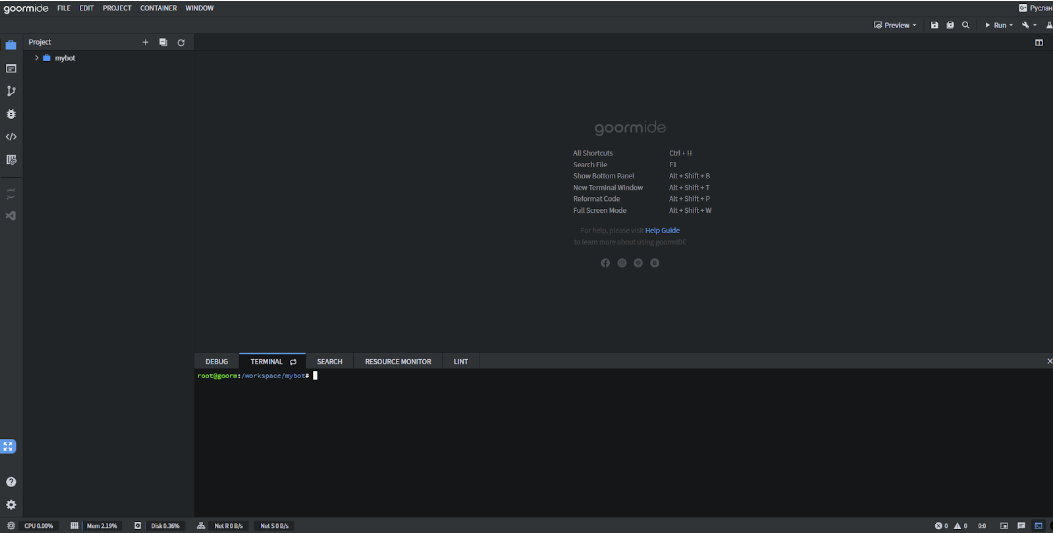 goormide FILE EDIT PROJECT CONTAINER WINDOW Руслан
Preview Run
Project
mybot
goormide
All Shortcuts Ctrl + H
Search File F3
Show Bottom Panel Alt + Shift + B
New Terminal Window Alt + Shift + T
Reformat Code Alt + Shift + P
Full Screen Mode Alt + Shift + W
For help, please visit Help Guide
to learn more about using goormIDE
DEBUG TERMINAL SEARCH RESOURCE MONITOR LINT
root@goorm:/workspace/mybot#
CPU 0.00% Mem 2.19% Disk 0.36% Net R 0 B/s Net S 0 B/s 0 0 0:0